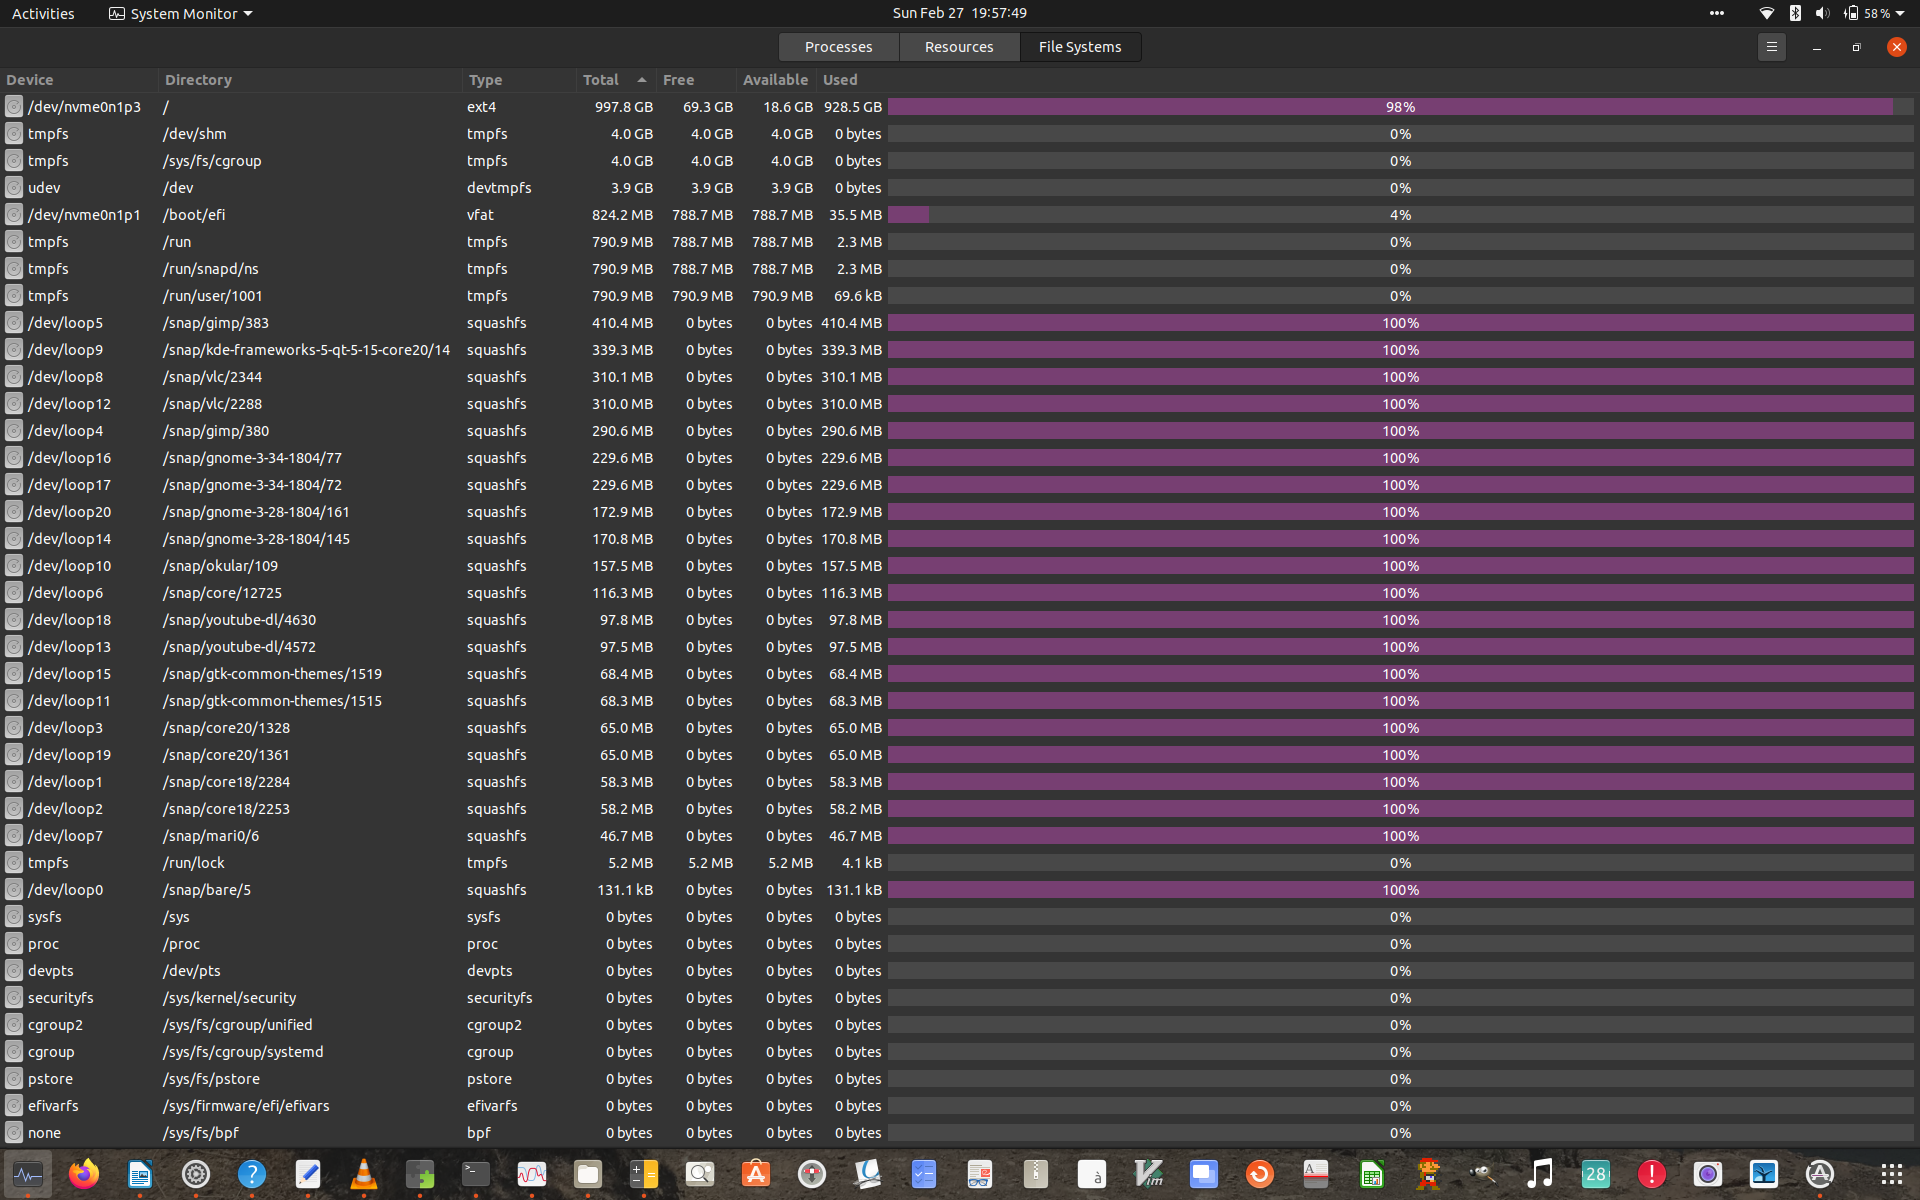 Activities System Monitor Sun Feb 27 19:57:49 58 %
Processes Resources File Systems
Device Directory Type Total Free Available Used
/dev/nvme0n1p3 / ext4 997.8 GB 69.3 GB 18.6 GB 928.5 GB 98%
tmpfs /dev/shm tmpfs 4.0 GB 4.0 GB 4.0 GB 0 bytes 0%
tmpfs /sys/fs/cgroup tmpfs 4.0 GB 4.0 GB 4.0 GB 0 bytes 0%
udev /dev devtmpfs 3.9 GB 3.9 GB 3.9 GB 0 bytes 0%
/dev/nvme0n1p1 /boot/efi vfat 824.2 MB 788.7 MB 788.7 MB 35.5 MB 4%
tmpfs /run tmpfs 790.9 MB 788.7 MB 788.7 MB 2.3 MB 0%
tmpfs /run/snapd/ns tmpfs 790.9 MB 788.7 MB 788.7 MB 2.3 MB 0%
tmpfs /run/user/1001 tmpfs 790.9 MB 790.9 MB 790.9 MB 69.6 kB 0%
/dev/loop5 /snap/gimp/383 squashfs 410.4 MB 0 bytes 0 bytes 410.4 MB 100%
/dev/loop9 /snap/kde-frameworks-5-qt-5-15-core20/14 squashfs 339.3 MB 0 bytes 0 bytes 339.3 MB 100%
/dev/loop8 /snap/vlc/2344 squashfs 310.1 MB 0 bytes 0 bytes 310.1 MB 100%
/dev/loop12 /snap/vlc/2288 squashfs 310.0 MB 0 bytes 0 bytes 310.0 MB 100%
/dev/loop4 /snap/gimp/380 squashfs 290.6 MB 0 bytes 0 bytes 290.6 MB 100%
/dev/loop16 /snap/gnome-3-34-1804/77 squashfs 229.6 MB 0 bytes 0 bytes 229.6 MB 100%
/dev/loop17 /snap/gnome-3-34-1804/72 squashfs 229.6 MB 0 bytes 0 bytes 229.6 MB 100%
/dev/loop20 /snap/gnome-3-28-1804/161 squashfs 172.9 MB 0 bytes 0 bytes 172.9 MB 100%
/dev/loop14 /snap/gnome-3-28-1804/145 squashfs 170.8 MB 0 bytes 0 bytes 170.8 MB 100%
/dev/loop10 /snap/okular/109 squashfs 157.5 MB 0 bytes 0 bytes 157.5 MB 100%
/dev/loop6 /snap/core/12725 squashfs 116.3 MB 0 bytes 0 bytes 116.3 MB 100%
/dev/loop18 /snap/youtube-dl/4630 squashfs 97.8 MB 0 bytes 0 bytes 97.8 MB 100%
/dev/loop13 /snap/youtube-dl/4572 squashfs 97.5 MB 0 bytes 0 bytes 97.5 MB 100%
/dev/loop15 /snap/gtk-common-themes/1519 squashfs 68.4 MB 0 bytes 0 bytes 68.4 MB 100%
/dev/loop11 /snap/gtk-common-themes/1515 squashfs 68.3 MB 0 bytes 0 bytes 68.3 MB 100%
/dev/loop3 /snap/core20/1328 squashfs 65.0 MB 0 bytes 0 bytes 65.0 MB 100%
/dev/loop19 /snap/core20/1361 squashfs 65.0 MB 0 bytes 0 bytes 65.0 MB 100%
/dev/loop1 /snap/core18/2284 squashfs 58.3 MB 0 bytes 0 bytes 58.3 MB 100%
/dev/loop2 /snap/core18/2253 squashfs 58.2 MB 0 bytes 0 bytes 58.2 MB 100%
/dev/loop7 /snap/mari0/6 squashfs 46.7 MB 0 bytes 0 bytes 46.7 MB 100%
tmpfs /run/lock tmpfs 5.2 MB 5.2 MB 5.2 MB 4.1 kB 0%
/dev/loop0 /snap/bare/5 squashfs 131.1 kB 0 bytes 0 bytes 131.1 kB 100%
sysfs /sys sysfs 0 bytes 0 bytes 0 bytes 0 bytes 0%
proc /proc proc 0 bytes 0 bytes 0 bytes 0 bytes 0%
devpts /dev/pts devpts 0 bytes 0 bytes 0 bytes 0 bytes 0%
securityfs /sys/kernel/security securityfs 0 bytes 0 bytes 0 bytes 0 bytes 0%
cgroup2 /sys/fs/cgroup/unified cgroup2 0 bytes 0 bytes 0 bytes 0 bytes 0%
cgroup /sys/fs/cgroup/systemd cgroup 0 bytes 0 bytes 0 bytes 0 bytes 0%
pstore /sys/fs/pstore pstore 0 bytes 0 bytes 0 bytes 0 bytes 0%
efivarfs /sys/firmware/efi/efivars efivarfs 0 bytes 0 bytes 0 bytes 0 bytes 0%
none /sys/fs/bpf bpf 0 bytes 0 bytes 0 bytes 0 bytes 0%
? >_ A à Vim A 28 !